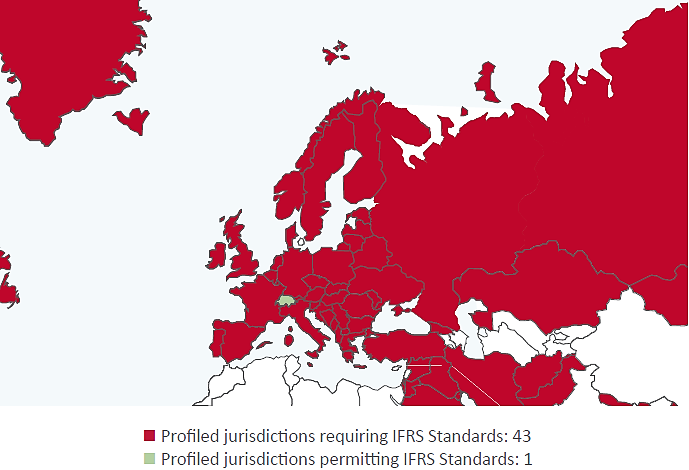 Profiled jurisdictions requiring IFRS Standards: 43
Profiled jurisdictions permitting IFRS Standards: 1